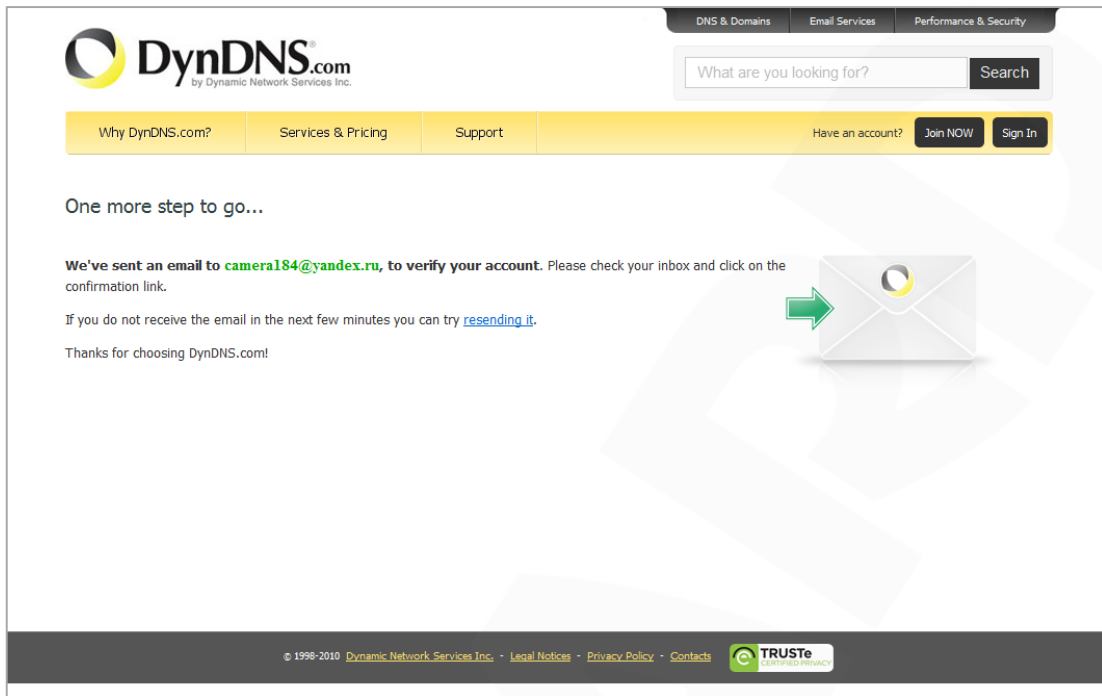 DNS & Domains Email Services Performance & Security
DynDNS.com
by Dynamic Network Services Inc.
What are you looking for? Search
Why DynDNS.com? Services & Pricing Support Have an account? Join NOW Sign In
One more step to go...
We've sent an email to camera184@yandex.ru, to verify your account. Please check your inbox and click on the
confirmation link.
If you do not receive the email in the next few minutes you can try resending it.
Thanks for choosing DynDNS.com!
© 1998-2010 Dynamic Network Services Inc. - Legal Notices - Privacy Policy - Contacts TRUSTe
CERTIFIED PRIVACY